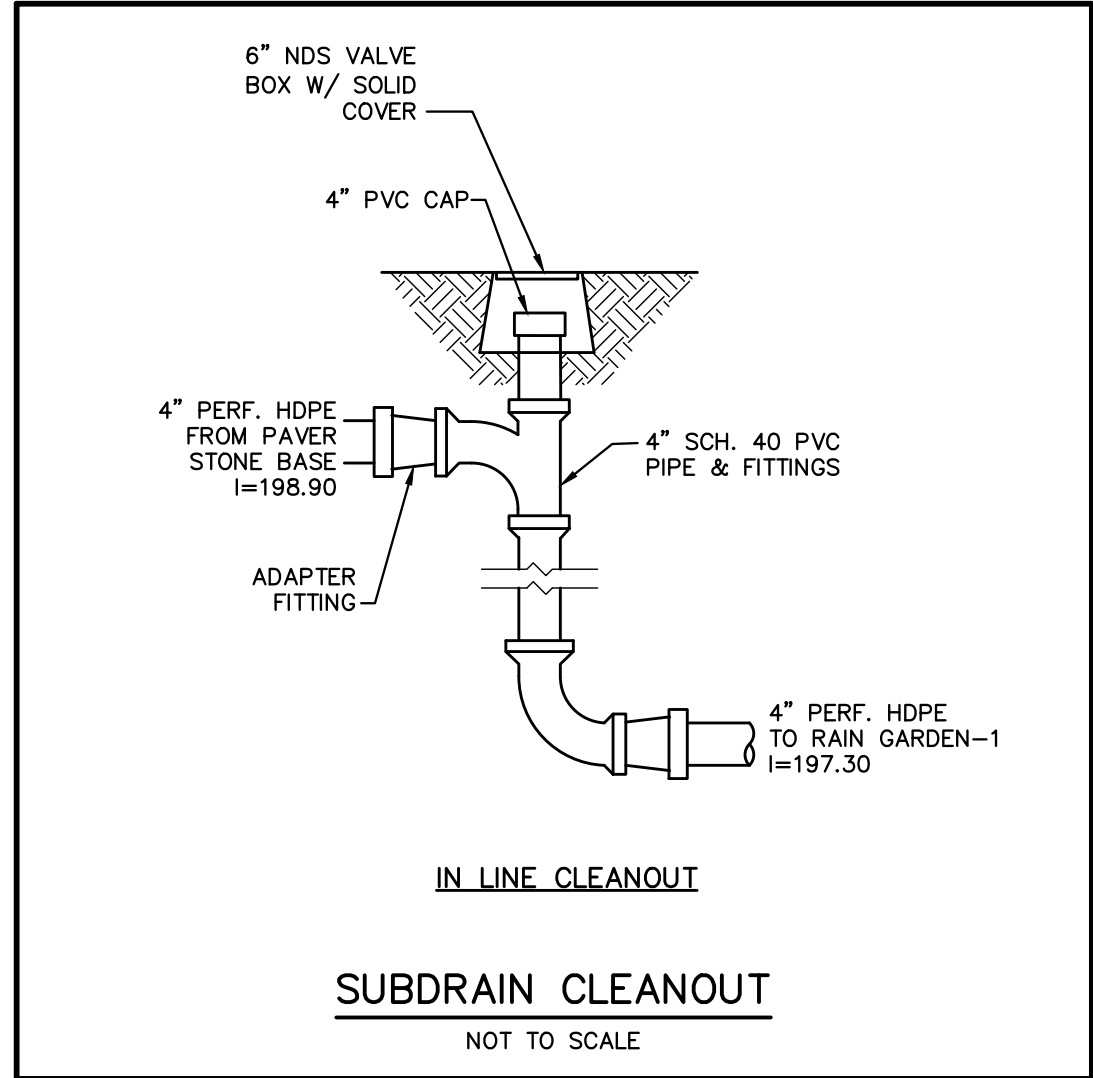 6” NDS VALVE
BOX W/ SOLID
COVER
4” PVC CAP
4” PERF. HDPE
FROM PAVER
STONE BASE
I=198.90
4” SCH. 40 PVC
PIPE & FITTINGS
ADAPTER
FITTING
4” PERF. HDPE
TO RAIN GARDEN-1
I=197.30
IN LINE CLEANOUT
SUBDRAIN CLEANOUT
NOT TO SCALE